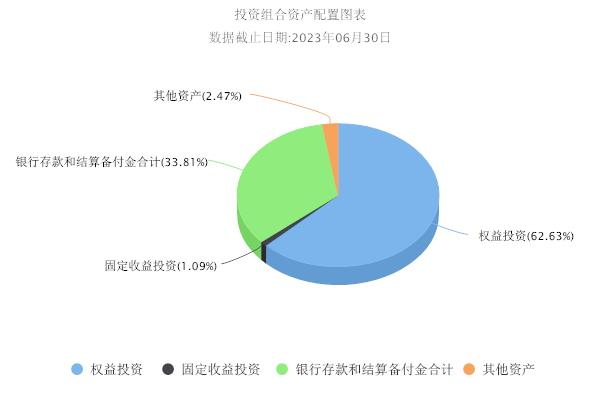 投资组合资产配置图表
数据截止日期:2023年06月30日
其他资产(2.47%)
银行存款和结算备付金合计(33.81%)
权益投资(62.63%)
固定收益投资(1.09%)
权益投资
固定收益投资
银行存款和结算备付金合计
其他资产